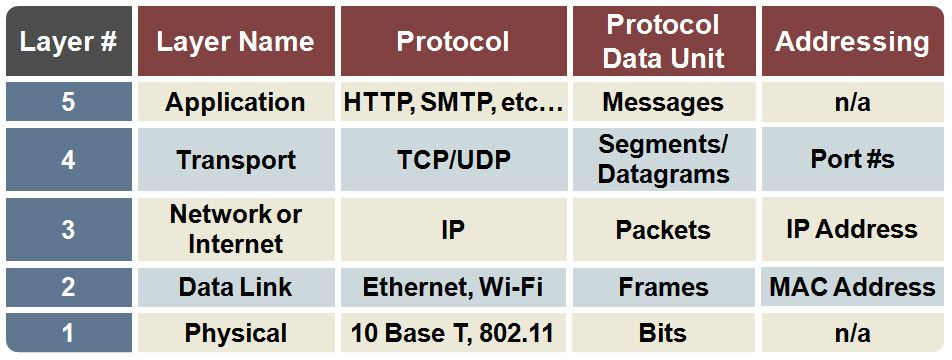 Layer # Layer Name Protocol Protocol Data Unit Addressing
5 Application HTTP, SMTP, etc… Messages n/a
4 Transport TCP/UDP Segments/ Datagrams Port #s
3 Network or Internet IP Packets IP Address
2 Data Link Ethernet, Wi-Fi Frames MAC Address
1 Physical 10 Base T, 802.11 Bits n/a